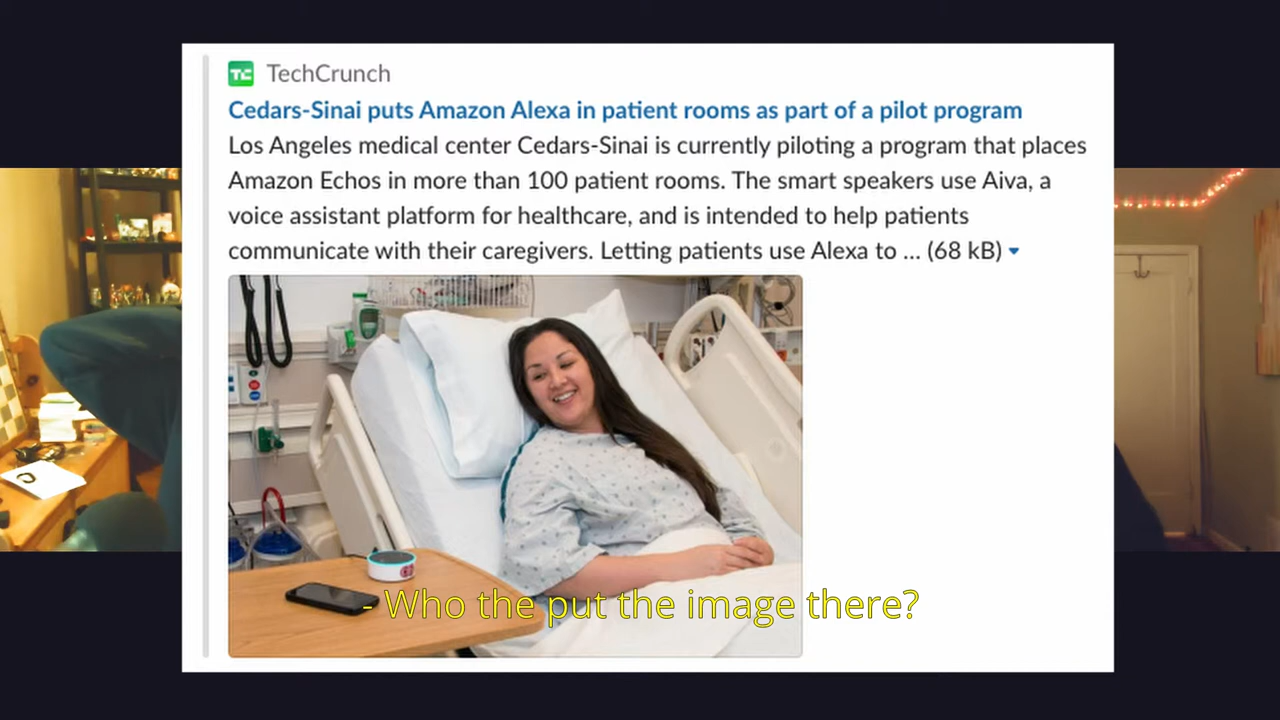 TC TechCrunch
Cedars-Sinai puts Amazon Alexa in patient rooms as part of a pilot program
Los Angeles medical center Cedars-Sinai is currently piloting a program that places
Amazon Echos in more than 100 patient rooms. The smart speakers use Aiva, a
voice assistant platform for healthcare, and is intended to help patients
communicate with their caregivers. Letting patients use Alexa to ... (68 kB)
- Who the put the image there?